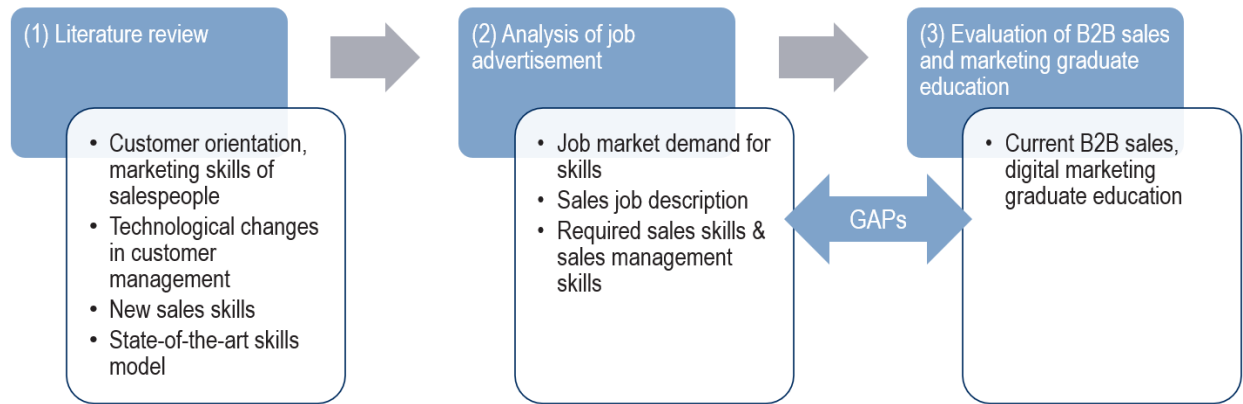 (1) Literature review
• Customer orientation,
marketing skills of
salespeople
• Technological changes
in customer
management
• New sales skills
• State-of-the-art skills
model
(2) Analysis of job
advertisement
• Job market demand for
skills
• Sales job description
• Required sales skills &
sales management
skills
GAPs
(3) Evaluation of B2B sales
and marketing graduate
education
• Current B2B sales,
digital marketing
graduate education